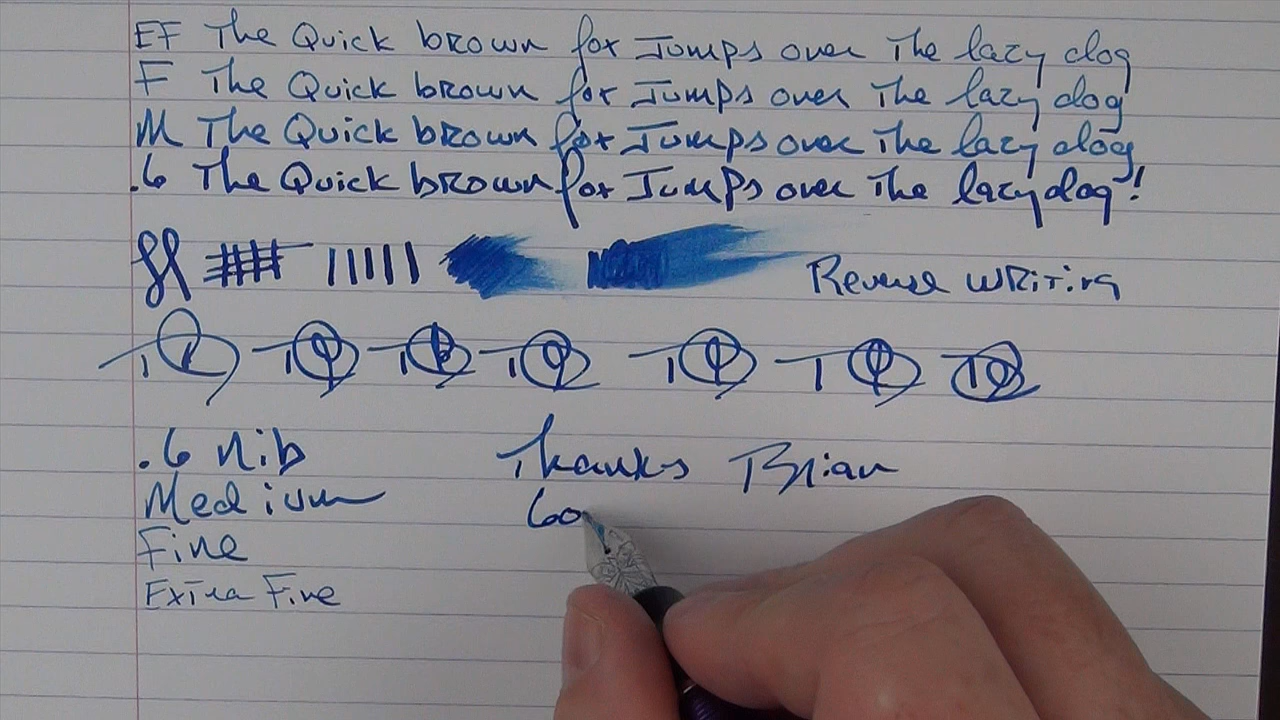 EF The Quick brown fox Jumps over The lazy dog
F The Quick brown fox Jumps over The lazy dog
M The Quick brown fox Jumps over The lazy dog
.6 The Quick brown fox Jumps over The lazy dog!
Reverse writing
.6 nib
Thanks Brian
Medium
Go
Fine
Extra Fine